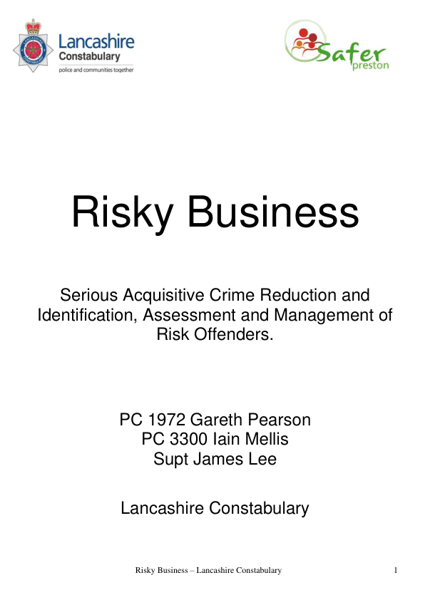 Lancashire
Constabulary
police and communities together
Safer
preston
Risky Business
Serious Acquisitive Crime Reduction and
Identification, Assessment and Management of
Risk Offenders.
PC 1972 Gareth Pearson
PC 3300 Iain Mellis
Supt James Lee
Lancashire Constabulary
Risky Business – Lancashire Constabulary 1